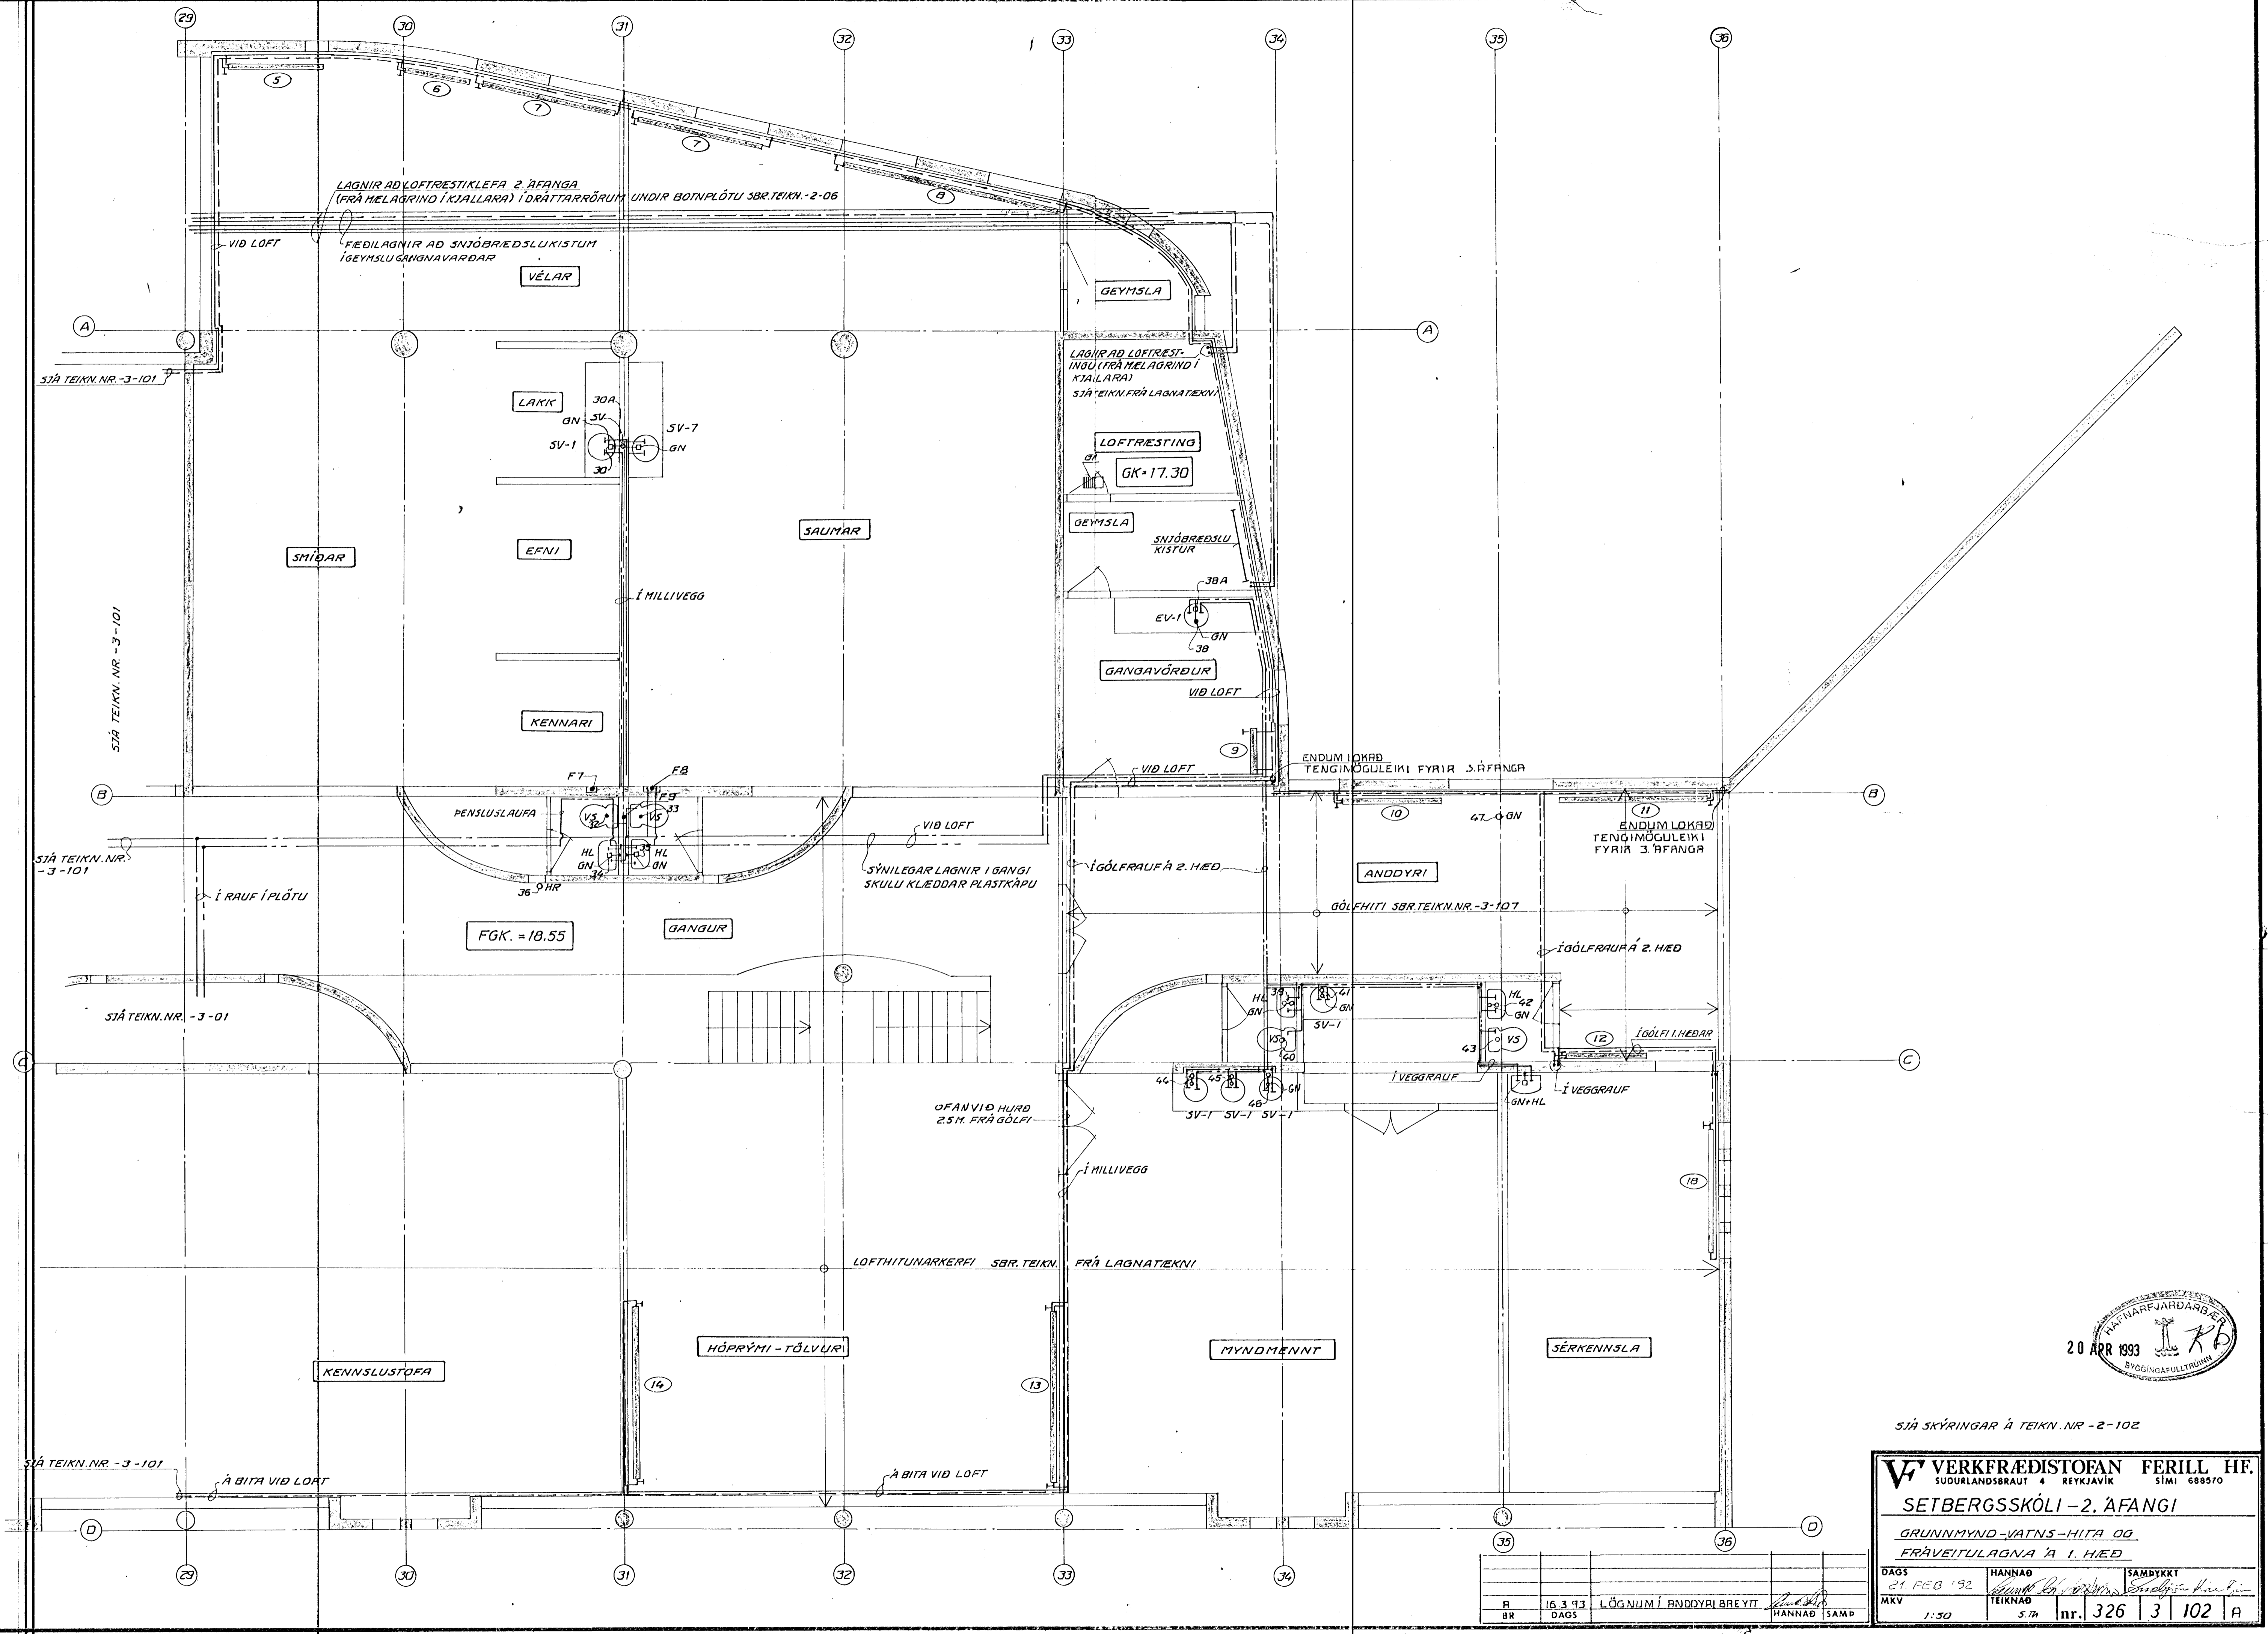 29
30
31
32
33
34
35
36
5
6
7
7
8
LAGNIR AÐ LOFTRÆSTIKLEFA 2. ÁFANGA
(FRÁ MÆLAGRIND Í KJALLARA) Í DRÁTTARRÖRUM UNDIR BOTNPLÖTU SBR. TEIKN.-2-06
VIÐ LOFT
FÆÐILAGNIR AÐ SNJÓBRÆÐSLUKISTUM
Í GEYMSLU GANGNAVARÐAR
VÉLAR
GEYMSLA
A
A
SJÁ TEIKN. NR. -3-101
LAGNIR AÐ LOFTRÆST-
INGU (FRÁ MÆLAGRIND Í
KJALLARA)
SJÁ TEIKN. FRÁ LAGNATÆKNI
LAKK
30A
GN
SV
SV-1
SV-7
GN
30
LOFTRÆSTING
GK=17.30
GEYMSLA
SMÍÐAR
EFNI
SAUMAR
SNJÓBRÆÐSLU
KISTUR
Í MILLIVEGG
38A
EV-1
GN
38
SJÁ TEIKN. NR. -3-101
GANGAVÖRÐUR
VIÐ LOFT
KENNARI
9
F7
F8
F9
VIÐ LOFT
ENDUM LOKAÐ
TENGIMÖGULEIKI FYRIR 3. ÁFANGA
B
B
ÞENSLUSLAUFA
VS
32
33
VS
VIÐ LOFT
10
11
47
GN
ENDUM LOKAÐ
TENGIMÖGULEIKI
FYRIR 3. ÁFANGA
SJÁ TEIKN. NR.
-3-101
HL
GN
34
35
HL
GN
36
HR
SÝNILEGAR LAGNIR Í GANGI
SKULU KLÆDDAR PLASTKÁPU
Í GÓLFRAUF Á 2. HÆÐ
ANDDYRI
Í RAUF Í PLÖTU
GÓLFHITI SBR. TEIKN. NR.-3-107
FGK. = 18.55
GANGUR
Í GÓLFRAUF Á 2. HÆÐ
SJÁ TEIKN. NR. -3-01
HL
39
GN
41
GN
SV-1
HL
42
GN
VS
40
43
VS
12
Í GÓLFI 1. HÆÐAR
C
C
44
45
46
GN
SV-1
SV-1
SV-1
Í VEGGRAUF
GN+HL
Í VEGGRAUF
OFAN VIÐ HURÐ
2.5 M. FRÁ GÓLFI
Í MILLIVEGG
18
LOFTHITUNARKERFI SBR. TEIKN. FRÁ LAGNATÆKNI
KENNSLUSTOFA
HÓPRÝMI - TÖLVUR
MYNDMENNT
SÉRKENNSLA
14
13
HAFNARFJARÐARBÆR
20 APR 1993
BYGGINGAFULLTRÚINN
SJÁ SKÝRINGAR Á TEIKN. NR -2-102
SJÁ TEIKN. NR. -3-101
Á BITA VIÐ LOFT
Á BITA VIÐ LOFT
D
D
29
30
31
32
33
34
35
36
VERKFRÆÐISTOFAN FERILL HF.
SUÐURLANDSBRAUT 4 REYKJAVÍK SÍMI 688570
SETBERGSSKÓLI - 2. ÁFANGI
GRUNNMYND - VATNS - HITA OG
FRÁVEITULAGNA Á 1. HÆÐ
DAGS
21. FEB '92
HANNAÐ
SAMÞYKKT
MKV
1:50
TEIKNAÐ
S.TH
nr. 326 3 102 A
A 16.3.93 LÖGNUM Í ANDDYRI BREYTT
BR DAGS HANNAÐ SAMÞ